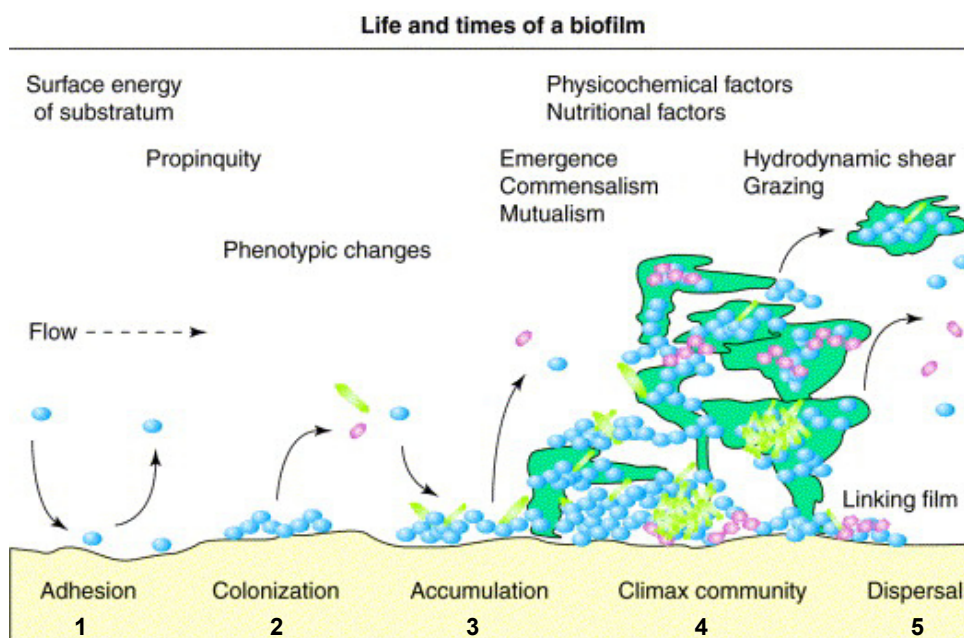 Life and times of a biofilm
Surface energy
of substratum
Physicochemical factors
Nutritional factors
Propinquity
Emergence
Commensalism
Mutualism
Hydrodynamic shear
Grazing
Phenotypic changes
Flow
Linking film
Adhesion
Colonization
Accumulation
Climax community
Dispersal
1
2
3
4
5